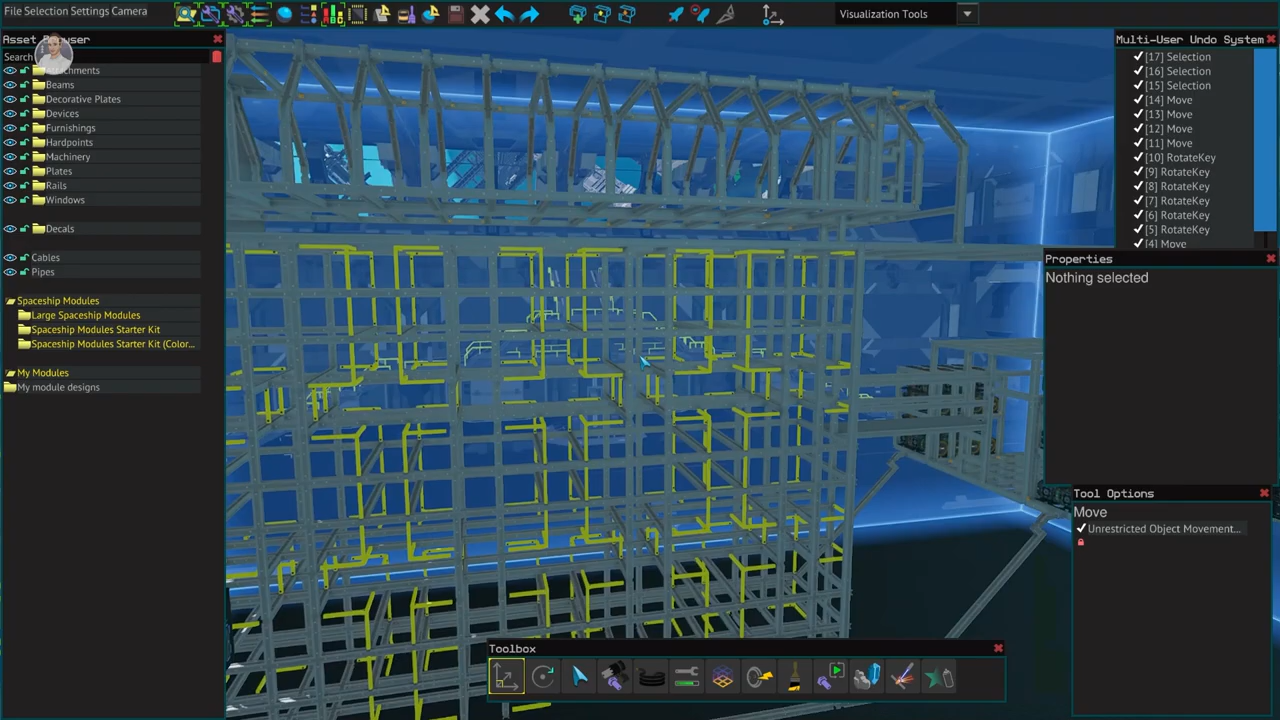 File Selection Settings Camera
Visualization Tools
Asset
Search
Beams
Decorative Plates
Devices
Furnishings
Hardpoints
Machinery
Plates
Rails
Windows
Decals
Cables
Pipes
Spaceship Modules
Large Spaceship Modules
Spaceship Modules Starter Kit
Spaceship Modules Starter Kit (Color...
My Modules
My module designs
Multi-User Undo System
[17] Selection
[16] Selection
[15] Selection
[14] Move
[13] Move
[12] Move
[11] Move
[10] RotateKey
[9] RotateKey
[8] RotateKey
[7] RotateKey
[6] RotateKey
[5] RotateKey
[4] Move
Properties
Nothing selected
Tool Options
Move
Unrestricted Object Movement...
Toolbox